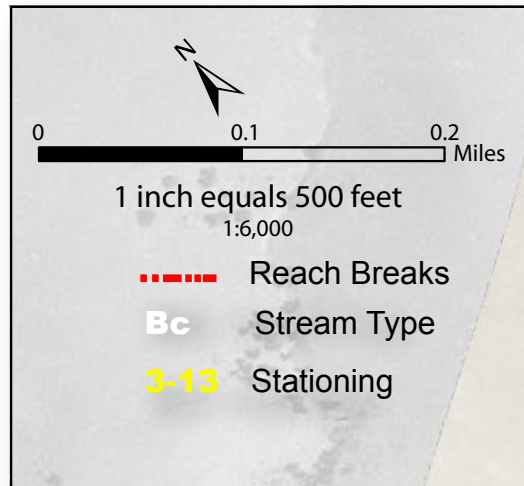 N
0 0.1 0.2
Miles
1 inch equals 500 feet
1:6,000
Reach Breaks
Bc Stream Type
3-13 Stationing